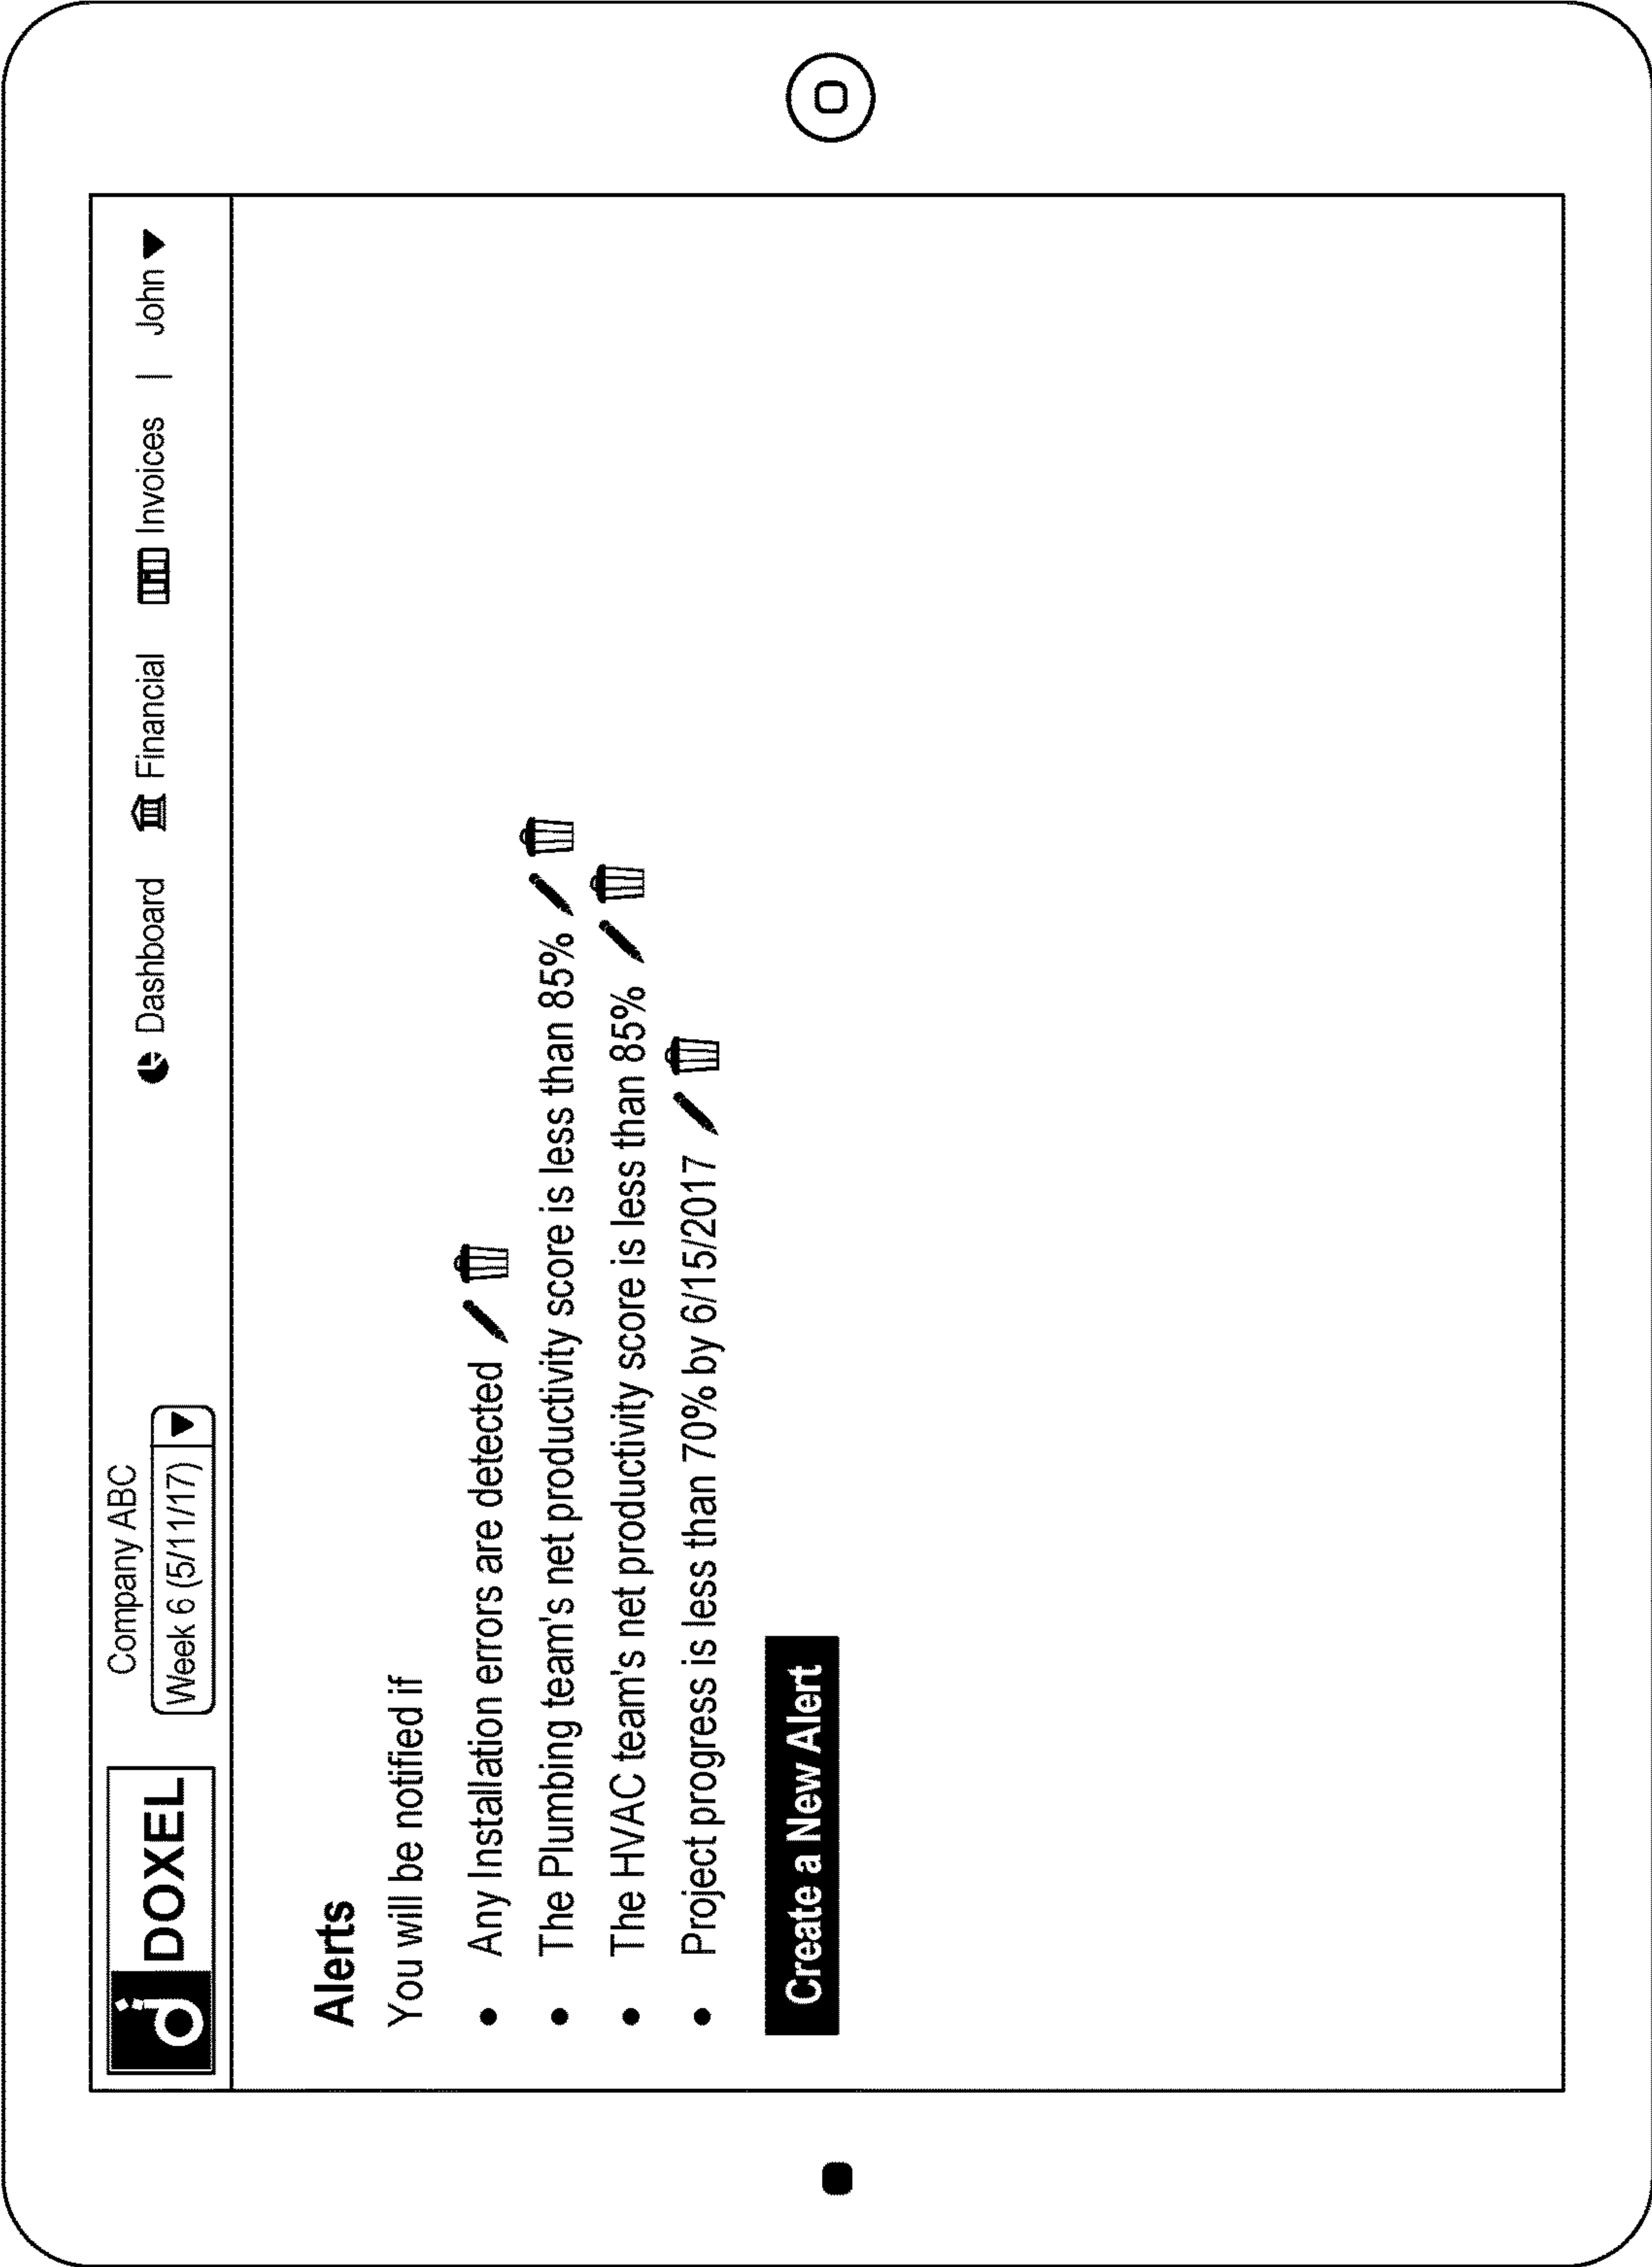 DOXEL
Company ABC
Week 6 (5/11/17)
Dashboard
Financial
Invoices
|
John
Alerts
You will be notified if
• Any Installation errors are detected
• The Plumbing team's net productivity score is less than 85%
• The HVAC team's net productivity score is less than 85%
• Project progress is less than 70% by 6/15/2017
Create a New Alert